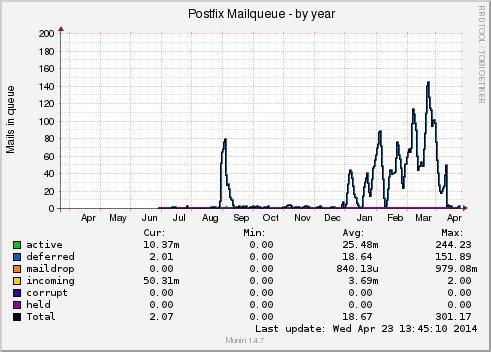 Postfix Mailqueue - by year
RRDTOOL / TOBI OETIKER
Mails in queue
200
180
160
140
120
100
80
60
40
20
0
Apr May Jun Jul Aug Sep Oct Nov Dec Jan Feb Mar Apr
Cur: Min: Avg: Max:
active 10.37m 0.00 25.48m 244.23
deferred 2.01 0.00 18.64 151.89
maildrop 0.00 0.00 840.13u 979.08m
incoming 50.31m 0.00 3.69m 2.00
corrupt 0.00 0.00 0.00 0.00
held 0.00 0.00 0.00 0.00
Total 2.07 0.00 18.67 301.17
Last update: Wed Apr 23 13:45:10 2014
Munin 1.4.7